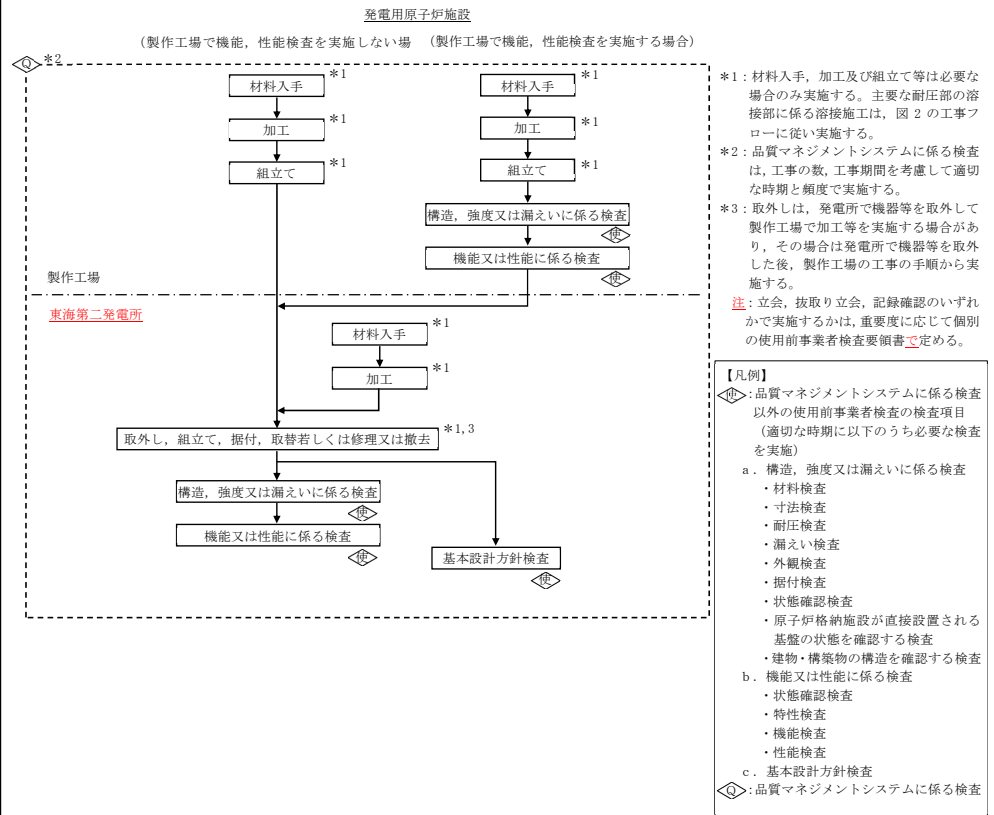 発電用原子炉施設
（製作工場で機能，性能検査を実施しない場
（製作工場で機能，性能検査を実施する場合）
Q
＊2
材料入手
＊1
加工
＊1
組立て
＊1
材料入手
＊1
加工
＊1
組立て
＊1
構造，強度又は漏えいに係る検査
使
機能又は性能に係る検査
使
製作工場
東海第二発電所
材料入手
＊1
加工
＊1
取外し，組立て，据付，取替若しくは修理又は撤去
＊1,3
構造，強度又は漏えいに係る検査
使
機能又は性能に係る検査
使
基本設計方針検査
使
＊1：材料入手，加工及び組立て等は必要な
場合のみ実施する。主要な耐圧部の溶
接部に係る溶接施工は，図 2 の工事フ
ローに従い実施する。
＊2：品質マネジメントシステムに係る検査
は，工事の数，工事期間を考慮して適切
な時期と頻度で実施する。
＊3：取外しは，発電所で機器等を取外して
製作工場で加工等を実施する場合があ
り，その場合は発電所で機器等を取外
した後，製作工場の工事の手順から実
施する。
注：立会，抜取り立会，記録確認のいずれ
かで実施するかは，重要度に応じて個別
の使用前事業者検査要領書で定める。
【凡例】
使：品質マネジメントシステムに係る検査
以外の使用前事業者検査の検査項目
（適切な時期に以下のうち必要な検査
を実施）
a．構造，強度又は漏えいに係る検査
・材料検査
・寸法検査
・耐圧検査
・漏えい検査
・外観検査
・据付検査
・状態確認検査
・原子炉格納施設が直接設置される
基盤の状態を確認する検査
・建物・構築物の構造を確認する検査
b．機能又は性能に係る検査
・状態確認検査
・特性検査
・機能検査
・性能検査
c．基本設計方針検査
Q：品質マネジメントシステムに係る検査